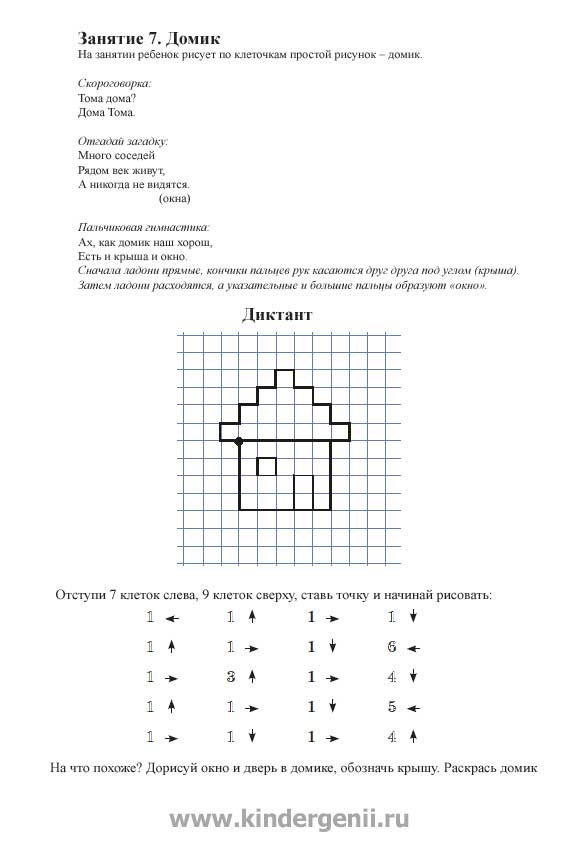 Занятие 7. Домик
На занятии ребенок рисует по клеточкам простой рисунок – домик.
Скороговорка:
Тома дома?
Дома Тома.
Отгадай загадку:
Много соседей
Рядом век живут,
А никогда не видятся.
(окна)
Пальчиковая гимнастика:
Ах, как домик наш хорош,
Есть и крыша и окно.
Сначала ладони прямые, кончики пальцев рук касаются друг друга под углом (крыша).
Затем ладони расходятся, а указательные и большие пальцы образуют «окно».
Диктант
Отступи 7 клеток слева, 9 клеток сверху, ставь точку и начинай рисовать:
1 ← 1 ↑ 1 → 1 ↓
1 ↑ 1 → 1 ↓ 6 ←
1 → 3 ↑ 1 → 4 ↓
1 ↑ 1 → 1 ↓ 5 ←
1 → 1 ↓ 1 → 4 ↑
На что похоже? Дорисуй окно и дверь в домике, обозначь крышу. Раскрась домик
www.kindergenii.ru